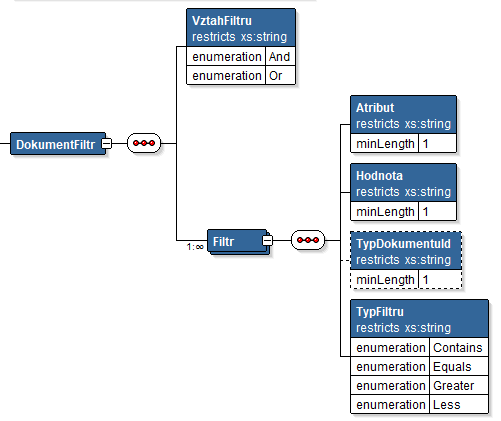 VztahFiltru
restricts xs:string
enumeration And
enumeration Or
DokumentFiltr
Filtr
1:∞
Atribut
restricts xs:string
minLength 1
Hodnota
restricts xs:string
minLength 1
TypDokumentuId
restricts xs:string
minLength 1
TypFiltru
restricts xs:string
enumeration Contains
enumeration Equals
enumeration Greater
enumeration Less